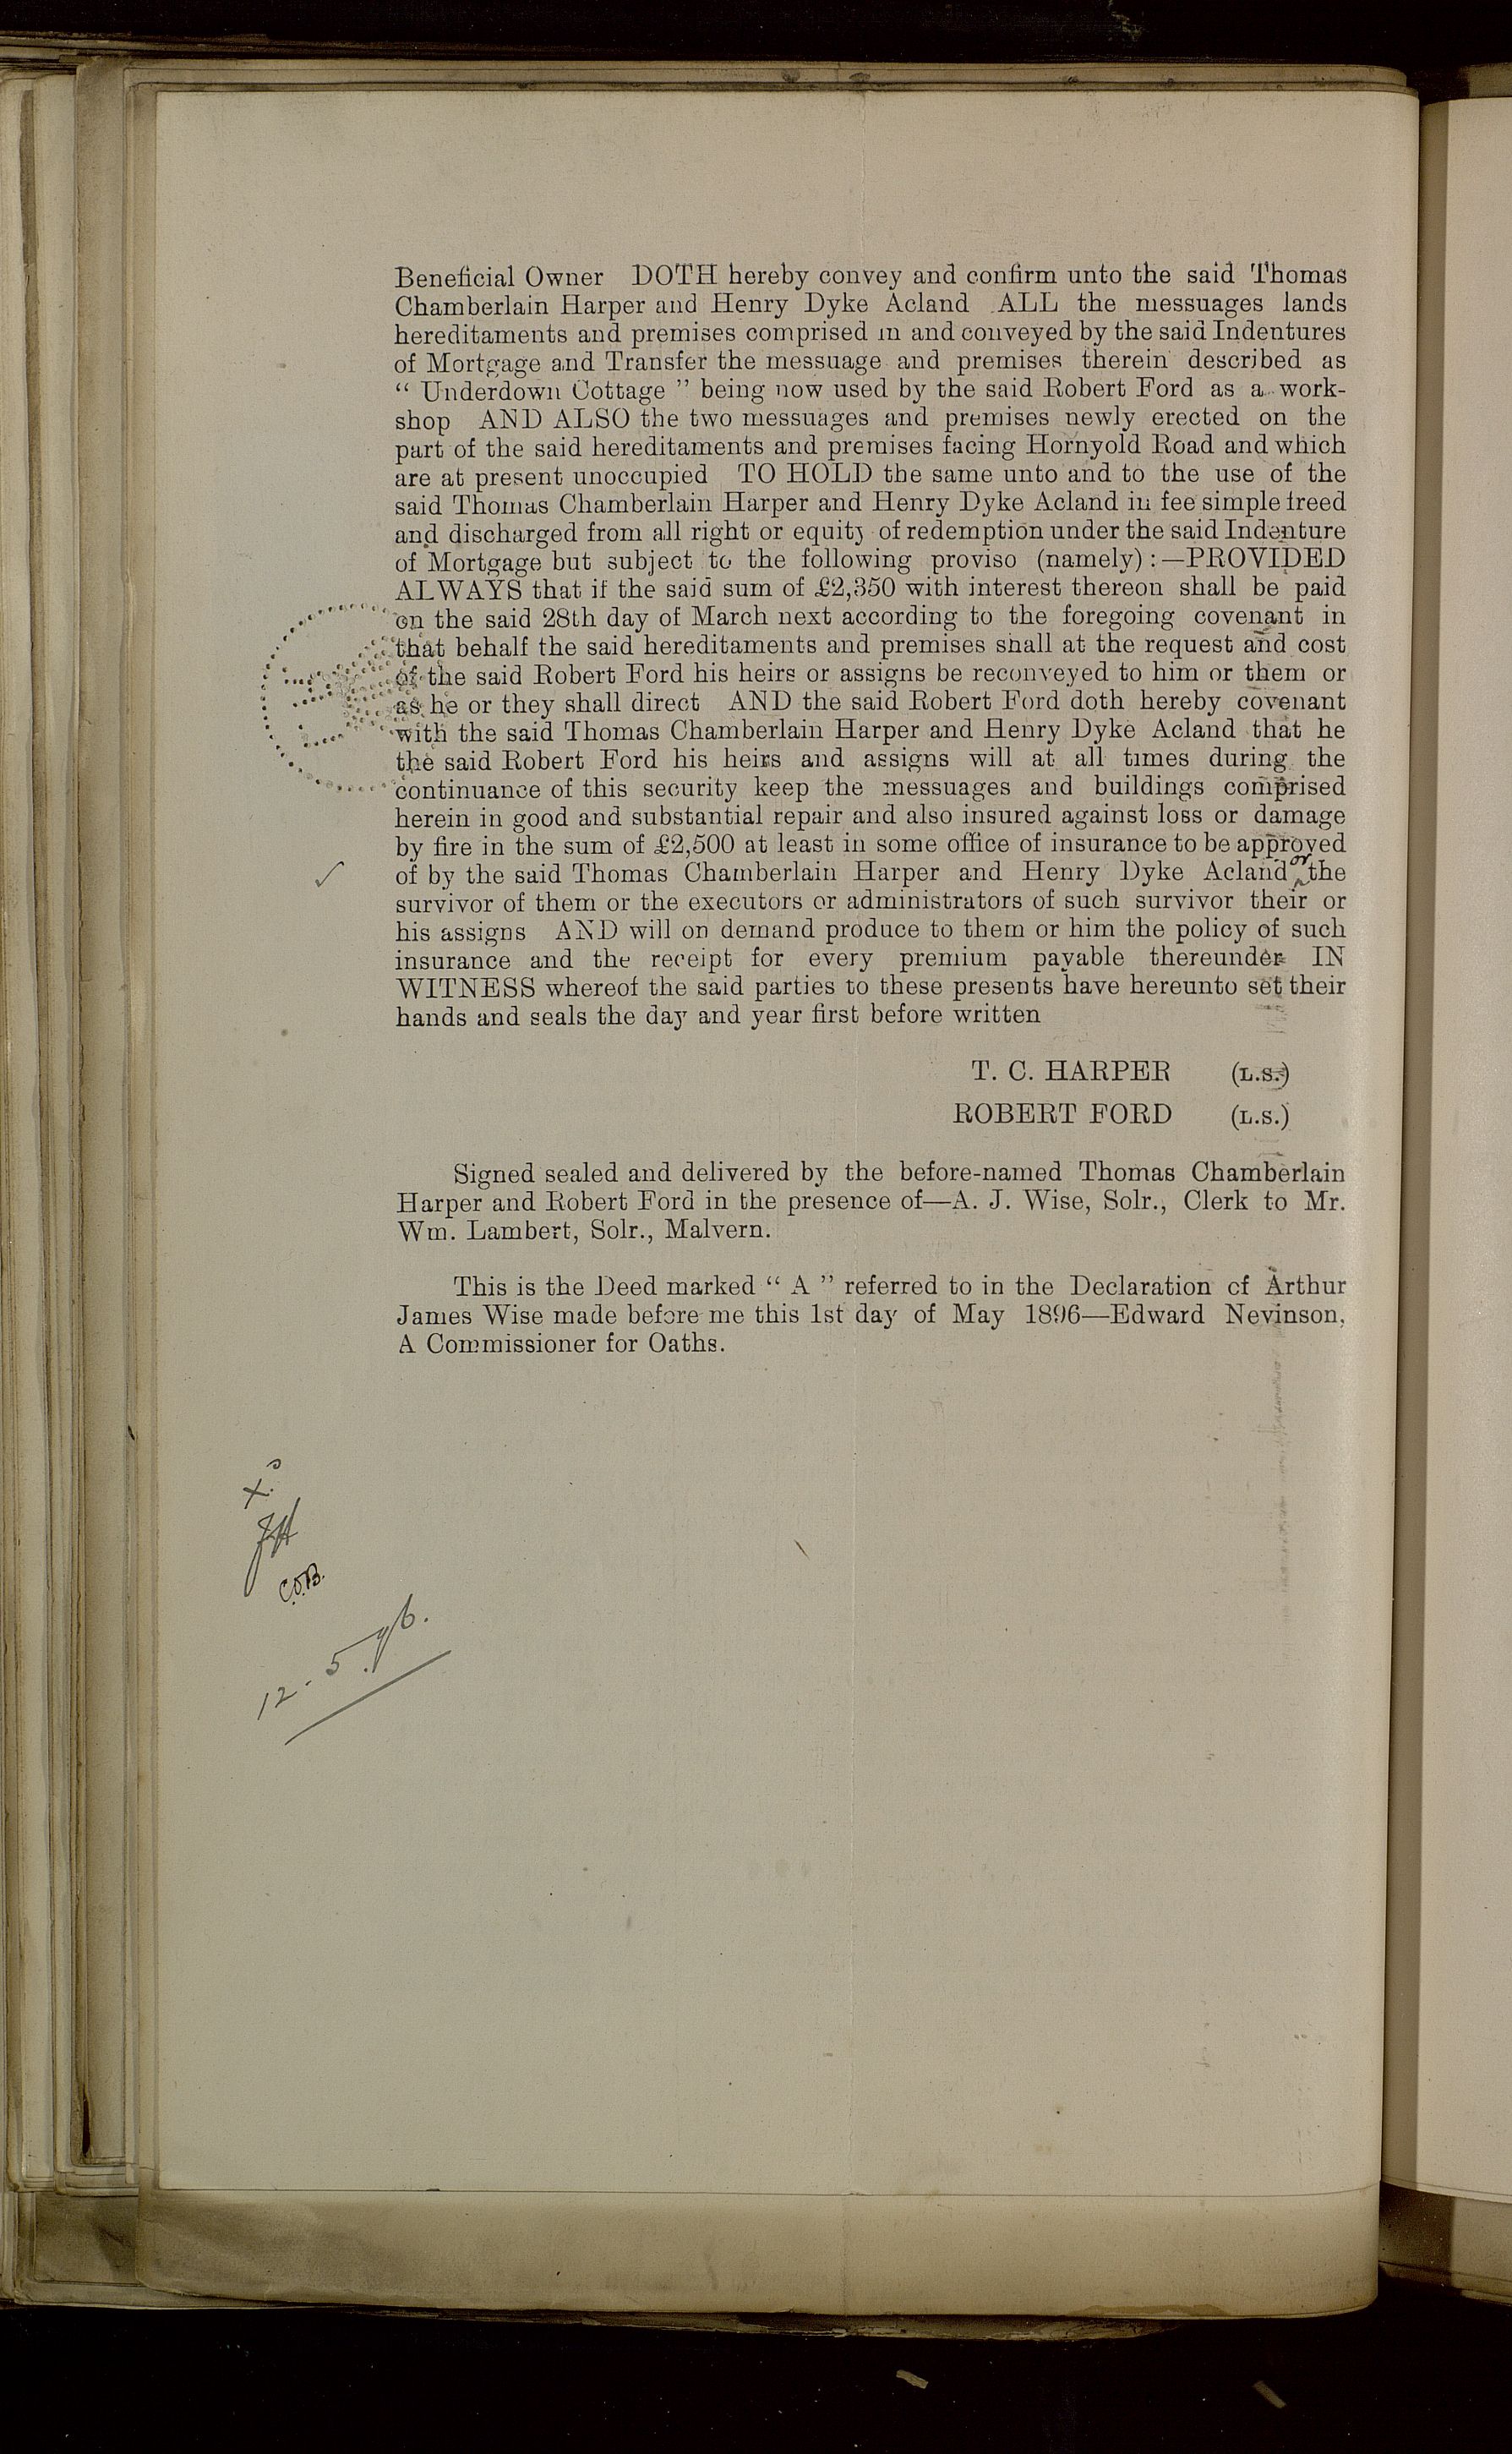 Beneficial Owner DOTH hereby convey and confirm unto the said Thomas
Chamberlain Harper and Henry Dyke Acland ALL the messuages lands
hereditaments and premises comprised in and conveyed by the said Indentures
of Mortgage and Transfer the messuage and premises therein described as
“ Underdown Cottage ” being now used by the said Robert Ford as a work-
shop AND ALSO the two messuages and premises newly erected on the
part of the said hereditaments and premises facing Hornyold Road and which
are at present unoccupied TO HOLD the same unto and to the use of the
said Thomas Chamberlain Harper and Henry Dyke Acland in fee simple freed
and discharged from all right or equity of redemption under the said Indenture
of Mortgage but subject to the following proviso (namely) :—PROVIDED
ALWAYS that if the said sum of £2,350 with interest thereon shall be paid
on the said 28th day of March next according to the foregoing covenant in
that behalf the said hereditaments and premises shall at the request and cost
of the said Robert Ford his heirs or assigns be reconveyed to him or them or
as he or they shall direct AND the said Robert Ford doth hereby covenant
with the said Thomas Chamberlain Harper and Henry Dyke Acland that he
the said Robert Ford his heirs and assigns will at all times during the
continuance of this security keep the messuages and buildings comprised
herein in good and substantial repair and also insured against loss or damage
by fire in the sum of £2,500 at least in some office of insurance to be approved
of by the said Thomas Chamberlain Harper and Henry Dyke Acland or the
survivor of them or the executors or administrators of such survivor their or
his assigns AND will on demand produce to them or him the policy of such
insurance and the receipt for every premium payable thereunder IN
WITNESS whereof the said parties to these presents have hereunto set their
hands and seals the day and year first before written
T. C. HARPER (L.S.)
ROBERT FORD (L.S.)
Signed sealed and delivered by the before-named Thomas Chamberlain
Harper and Robert Ford in the presence of—A. J. Wise, Solr., Clerk to Mr.
Wm. Lambert, Solr., Malvern.
This is the Deed marked “ A ” referred to in the Declaration of Arthur
James Wise made before me this 1st day of May 1896—Edward Nevinson,
A Commissioner for Oaths.
C.O.B.
12. 5. 96.